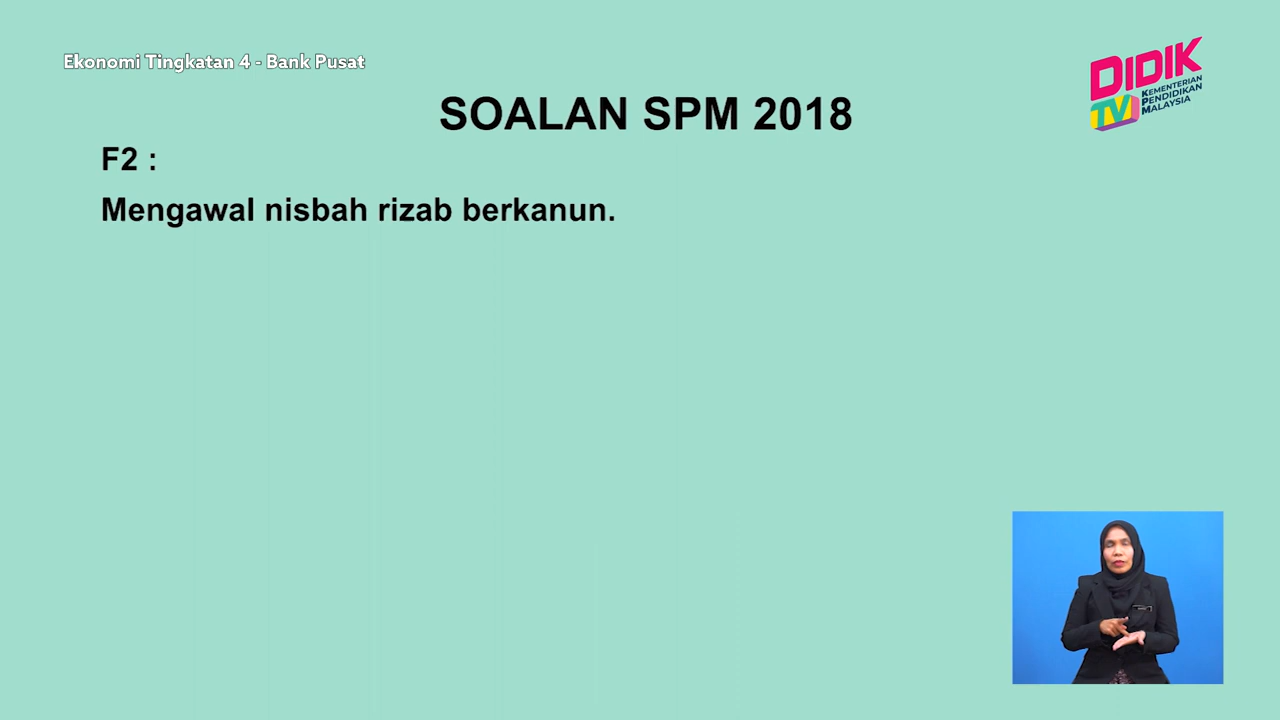 Ekonomi Tingkatan 4 - Bank Pusat
DIDIK
TV
KEMENTERIAN
PENDIDIKAN
MALAYSIA
SOALAN SPM 2018
F2 :
Mengawal nisbah rizab berkanun.